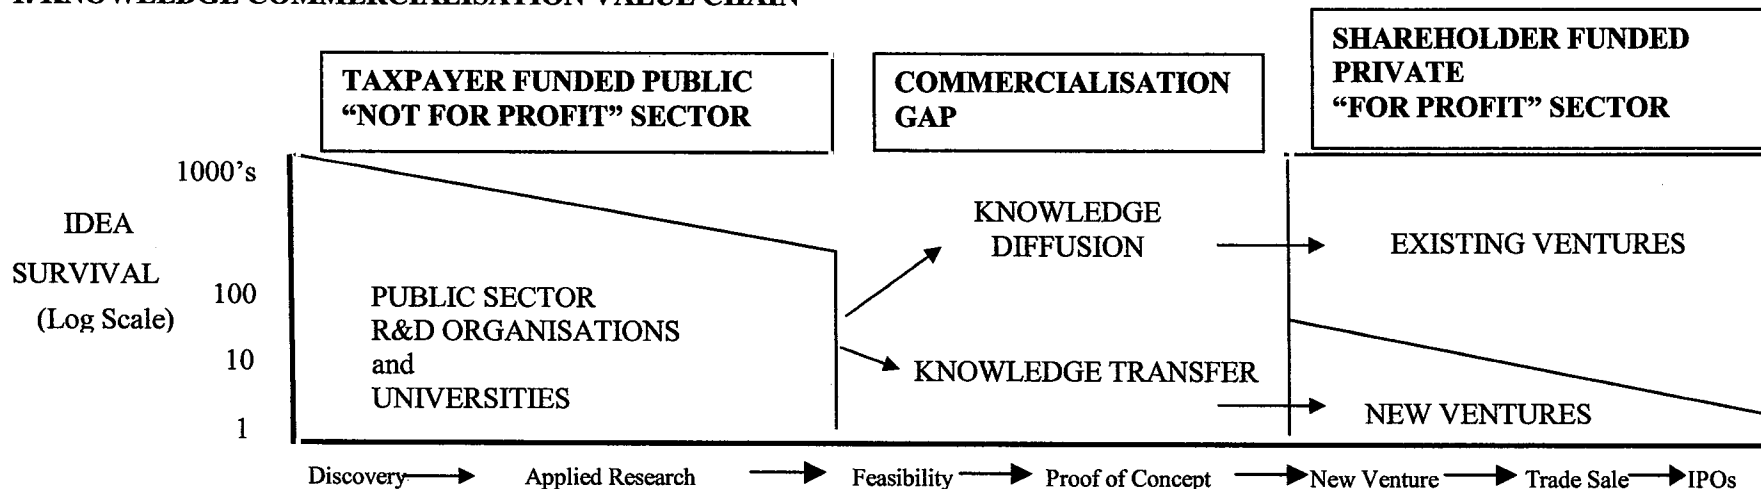 1. KNOWLEDGE COMMERCIALISATION VALUE CHAIN
TAXPAYER FUNDED PUBLIC
“NOT FOR PROFIT” SECTOR
COMMERCIALISATION
GAP
SHAREHOLDER FUNDED
PRIVATE
“FOR PROFIT” SECTOR
IDEA
SURVIVAL
(Log Scale)
1000’s
100
10
1
PUBLIC SECTOR
R&D ORGANISATIONS
and
UNIVERSITIES
KNOWLEDGE
DIFFUSION
KNOWLEDGE TRANSFER
EXISTING VENTURES
NEW VENTURES
Discovery Applied Research Feasibility Proof of Concept New Venture Trade Sale IPOs